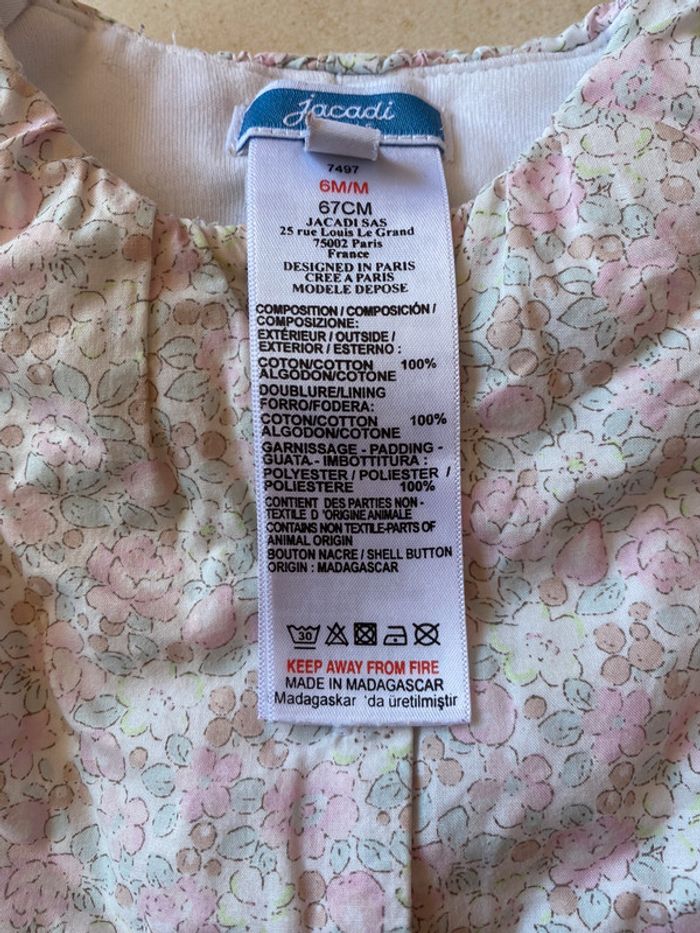 jacadi
7497
6M/M
67CM
JACADI SAS
25 rue Louis Le Grand
75002 Paris
France
DESIGNED IN PARIS
CREE A PARIS
MODELE DEPOSE
COMPOSITION / COMPOSICIÓN /
COMPOSIZIONE:
EXTÉRIEUR / OUTSIDE /
EXTERIOR / ESTERNO :
COTON/COTTON 100%
ALGODON/COTONE
DOUBLURE/LINING
FORRO/FODERA:
COTON/COTTON 100%
ALGODON/COTONE
GARNISSAGE - PADDING -
GUATA - IMBOTTITURA :
POLYESTER / POLIESTER /
POLIESTERE 100%
CONTIENT DES PARTIES NON -
TEXTILE D 'ORIGINE ANIMALE
CONTAINS NON TEXTILE-PARTS OF
ANIMAL ORIGIN
BOUTON NACRE / SHELL BUTTON
ORIGIN : MADAGASCAR
30
KEEP AWAY FROM FIRE
MADE IN MADAGASCAR
Madagaskar 'da üretilmiştir